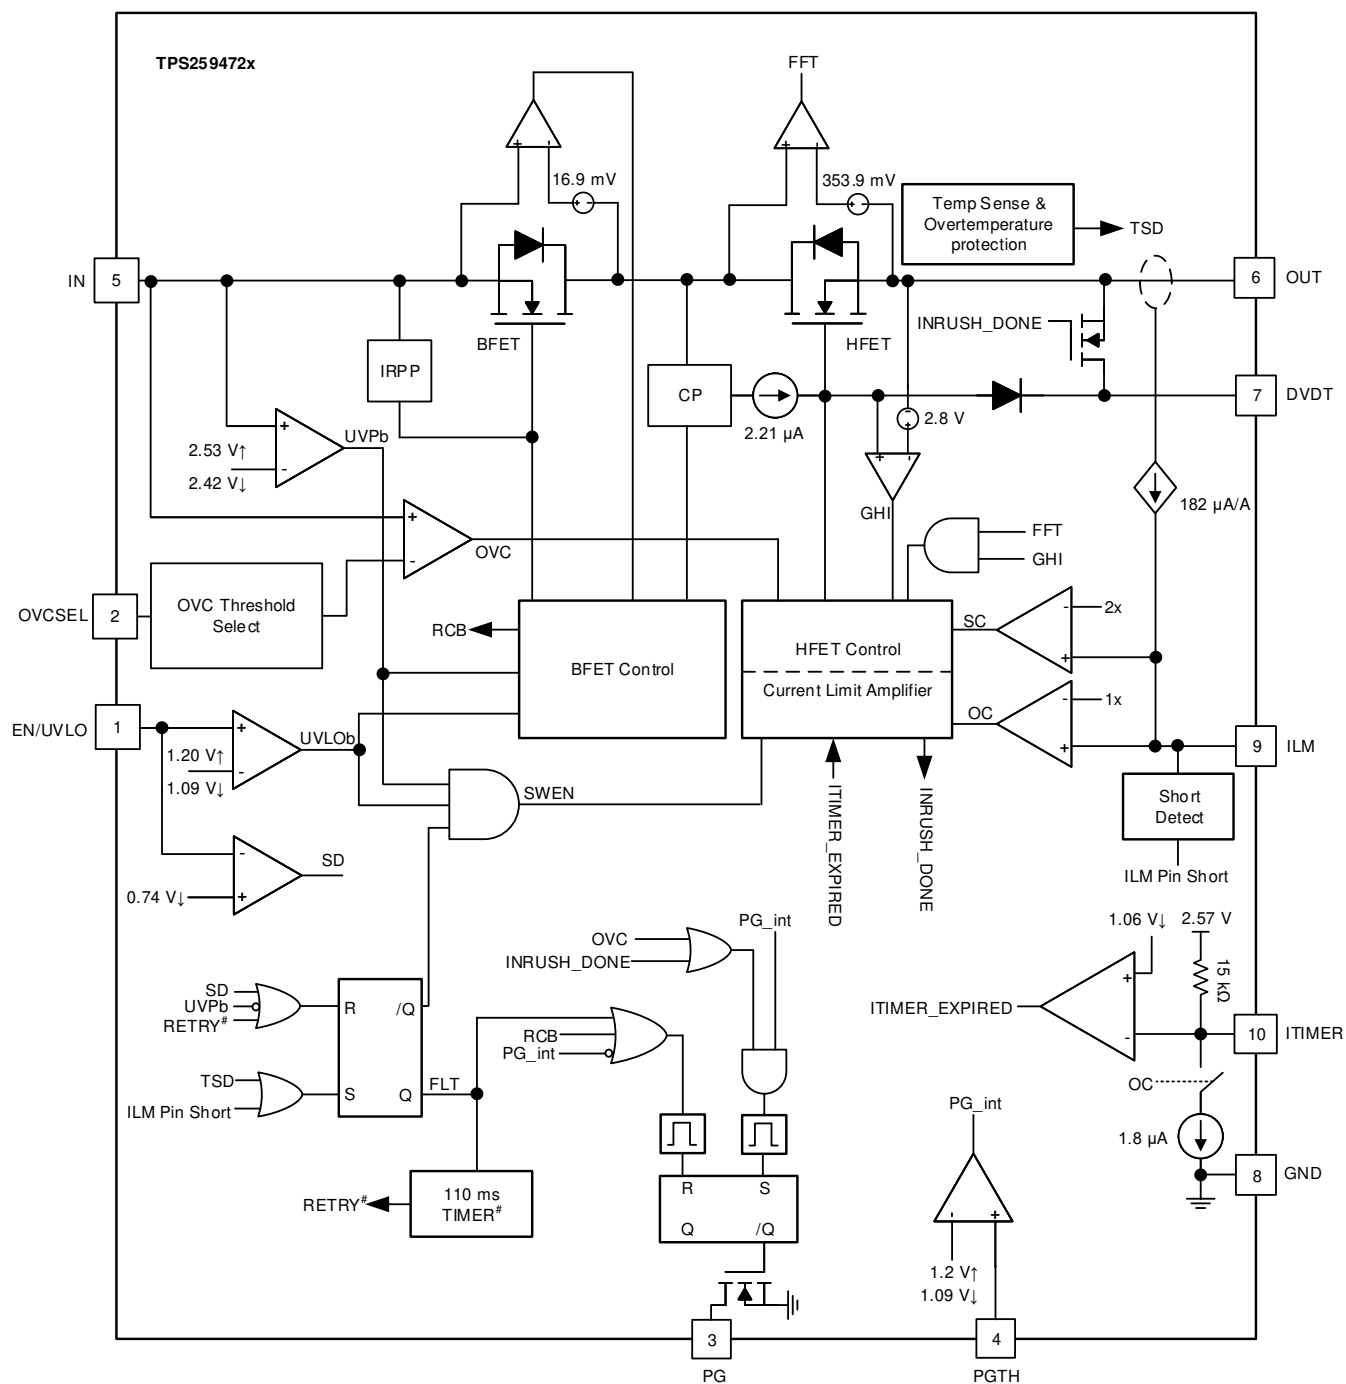 TPS259472x
FFT
16.9 mV
+
-
+ -
353.9 mV
+
-
+ -
Temp Sense &
Overtemperature
protection
TSD
IN
5
6
OUT
BFET
HFET
INRUSH_DONE
IRPP
CP
2.21 µA
2.8 V
+
-
7
DVDT
UVPb
+
-
2.53 V↑
2.42 V↓
+
-
GHI
182 µA/A
+
-
OVC
FFT
GHI
OVCSEL
2
OVC Threshold
Select
RCB
BFET Control
HFET Control
Current Limit Amplifier
SC
-
2x
+
OC
-
1x
+
EN/UVLO
1
+
-
UVLOb
1.20 V↑
1.09 V↓
9
ILM
SWEN
ITIMER_EXPIRED
INRUSH_DONE
Short
Detect
ILM Pin Short
-
+
SD
0.74 V↓
PG_int
OVC
INRUSH_DONE
1.06 V↓
2.57 V
15 kΩ
+
-
ITIMER_EXPIRED
10
ITIMER
SD
UVPb
RETRY#
R
/Q
S
Q
TSD
ILM Pin Short
FLT
RCB
PG_int
OC
1.8 µA
PG_int
8
GND
110 ms
TIMER#
RETRY#
R
S
Q
/Q
-
+
1.2 V↑
1.09 V↓
3
PG
4
PGTH